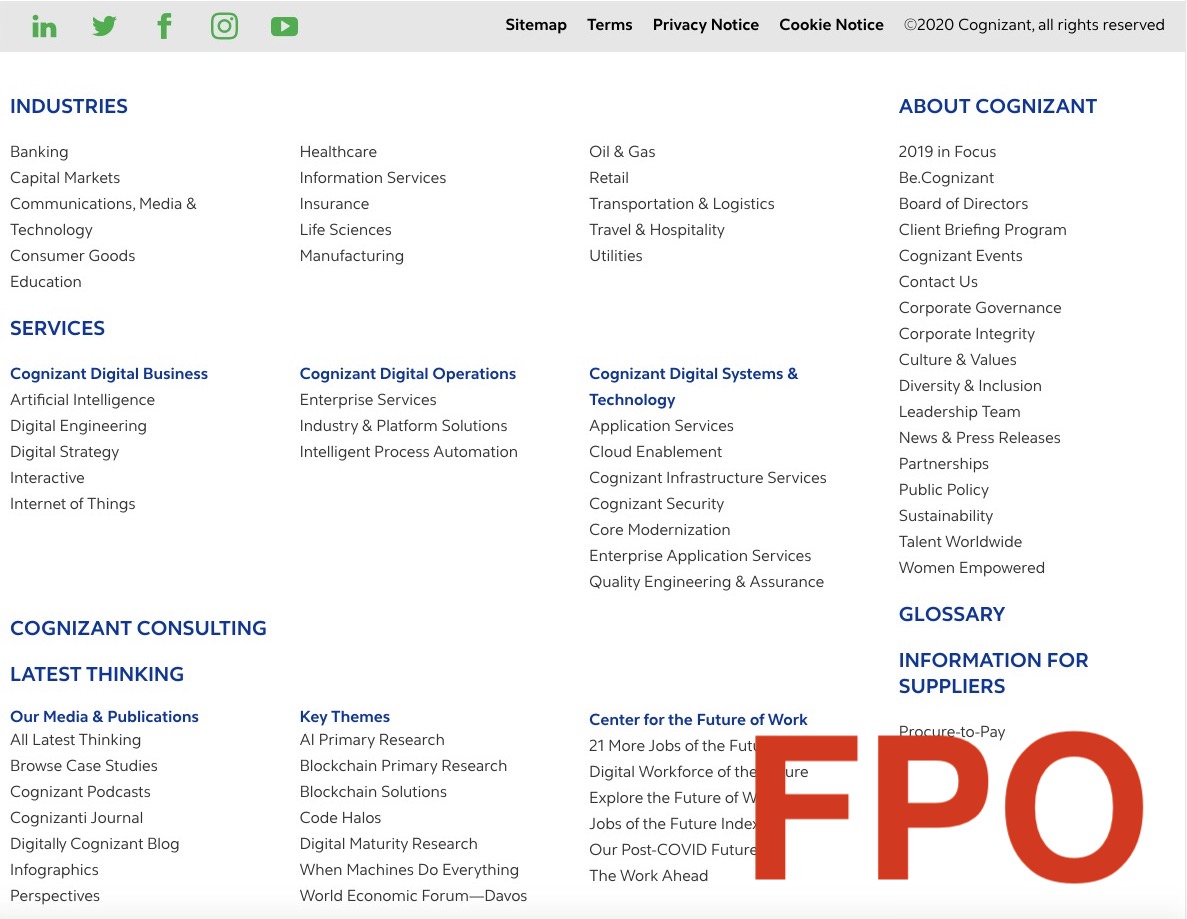 Sitemap Terms Privacy Notice Cookie Notice ©2020 Cognizant, all rights reserved
INDUSTRIES
Banking
Capital Markets
Communications, Media &
Technology
Consumer Goods
Education
Healthcare
Information Services
Insurance
Life Sciences
Manufacturing
Oil & Gas
Retail
Transportation & Logistics
Travel & Hospitality
Utilities
SERVICES
Cognizant Digital Business
Artificial Intelligence
Digital Engineering
Digital Strategy
Interactive
Internet of Things
Cognizant Digital Operations
Enterprise Services
Industry & Platform Solutions
Intelligent Process Automation
Cognizant Digital Systems &
Technology
Application Services
Cloud Enablement
Cognizant Infrastructure Services
Cognizant Security
Core Modernization
Enterprise Application Services
Quality Engineering & Assurance
COGNIZANT CONSULTING
LATEST THINKING
Our Media & Publications
All Latest Thinking
Browse Case Studies
Cognizant Podcasts
Cognizanti Journal
Digitally Cognizant Blog
Infographics
Perspectives
Key Themes
AI Primary Research
Blockchain Primary Research
Blockchain Solutions
Code Halos
Digital Maturity Research
When Machines Do Everything
World Economic Forum—Davos
Center for the Future of Work
21 More Jobs of the
Digital Workforce of the
Explore the Future of
Jobs of the Future Index
Our Post-COVID Future
The Work Ahead
ABOUT COGNIZANT
2019 in Focus
Be.Cognizant
Board of Directors
Client Briefing Program
Cognizant Events
Contact Us
Corporate Governance
Corporate Integrity
Culture & Values
Diversity & Inclusion
Leadership Team
News & Press Releases
Partnerships
Public Policy
Sustainability
Talent Worldwide
Women Empowered
GLOSSARY
INFORMATION FOR
SUPPLIERS
Procure-to-Pay
FPO